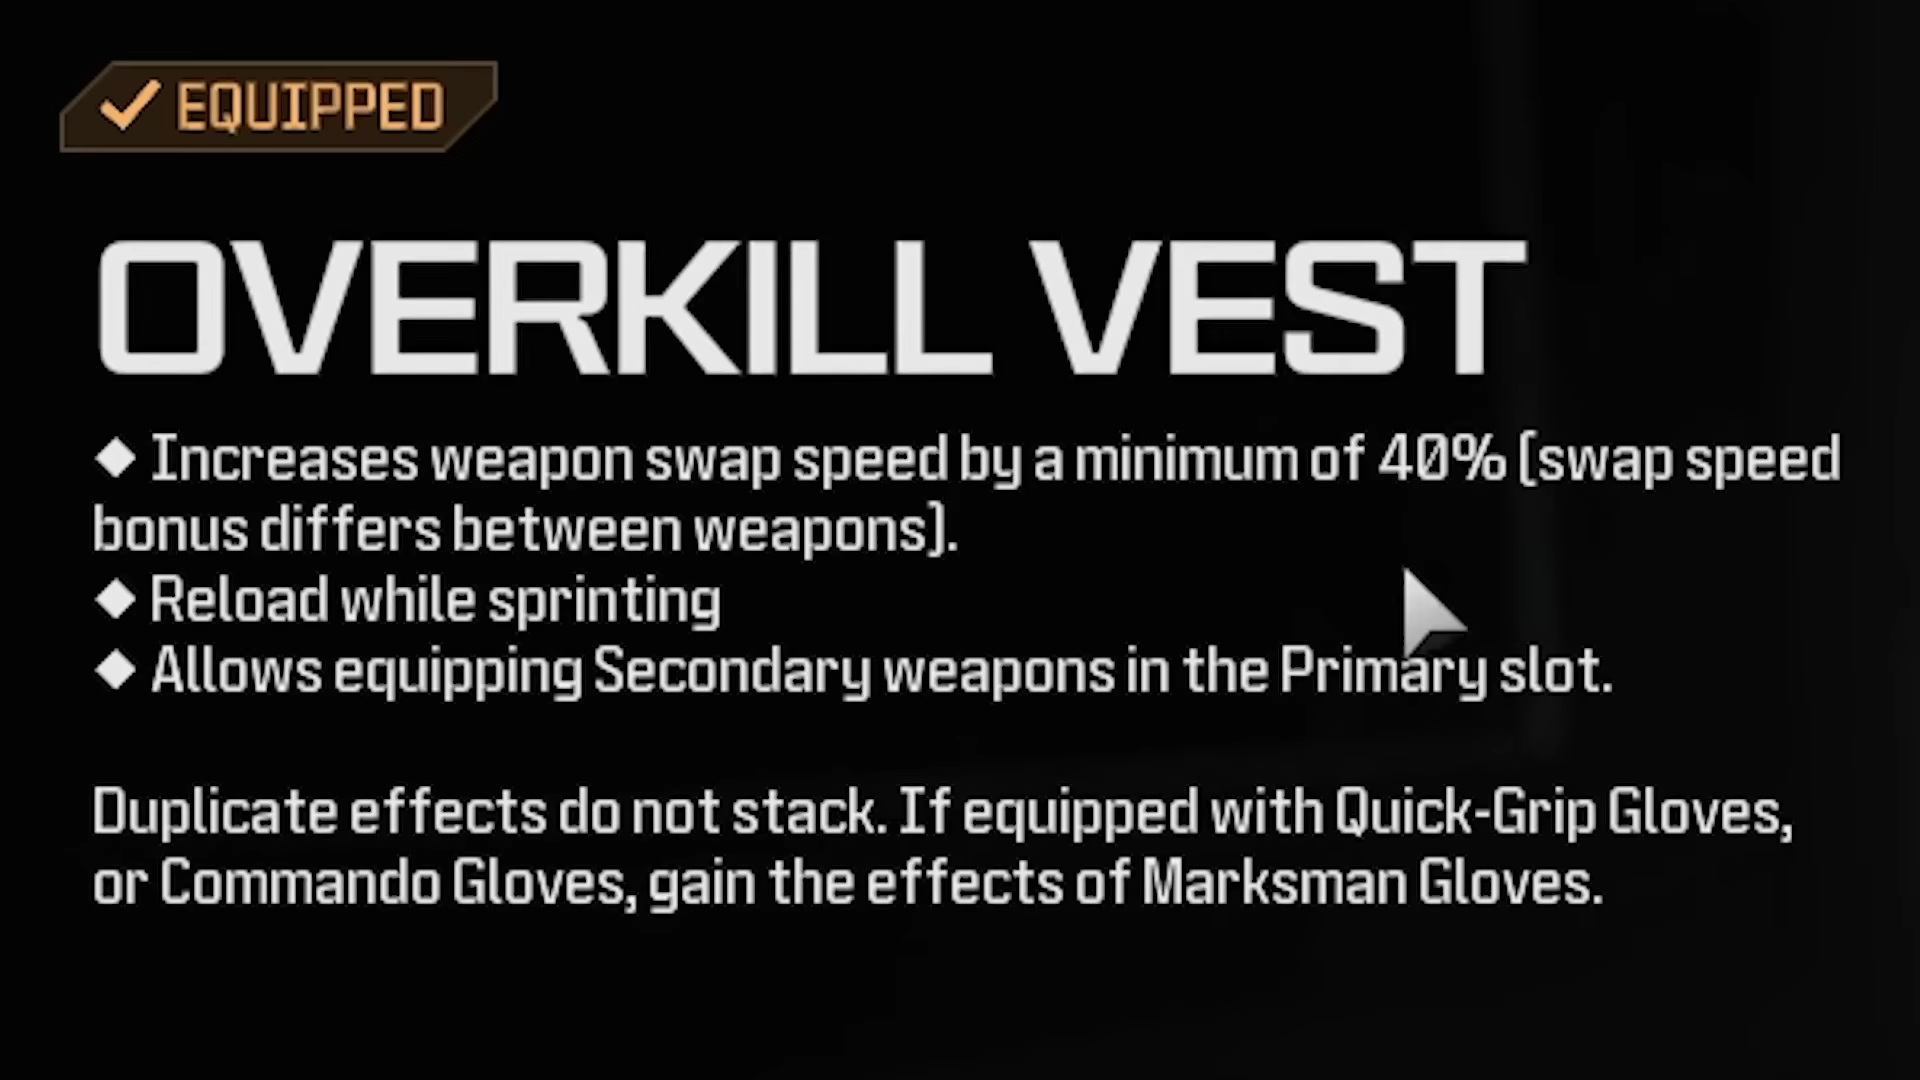 EQUIPPED
OVERKILL VEST
◆ Increases weapon swap speed by a minimum of 40% (swap speed
bonus differs between weapons).
◆ Reload while sprinting
◆ Allows equipping Secondary weapons in the Primary slot.
Duplicate effects do not stack. If equipped with Quick-Grip Gloves,
or Commando Gloves, gain the effects of Marksman Gloves.